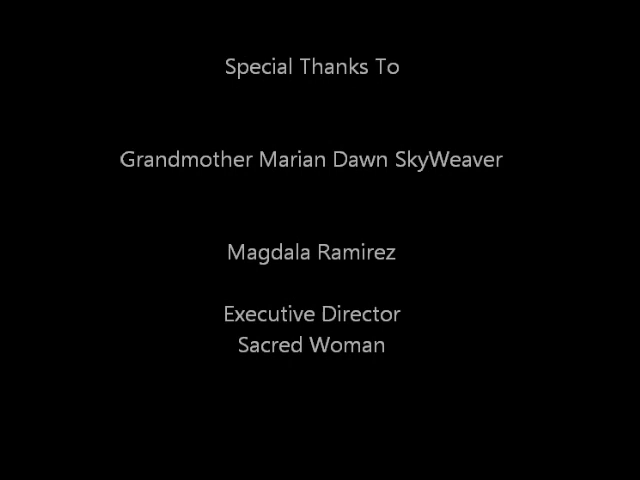 Special Thanks To
Grandmother Marian Dawn SkyWeaver
Magdala Ramirez
Executive Director
Sacred Woman